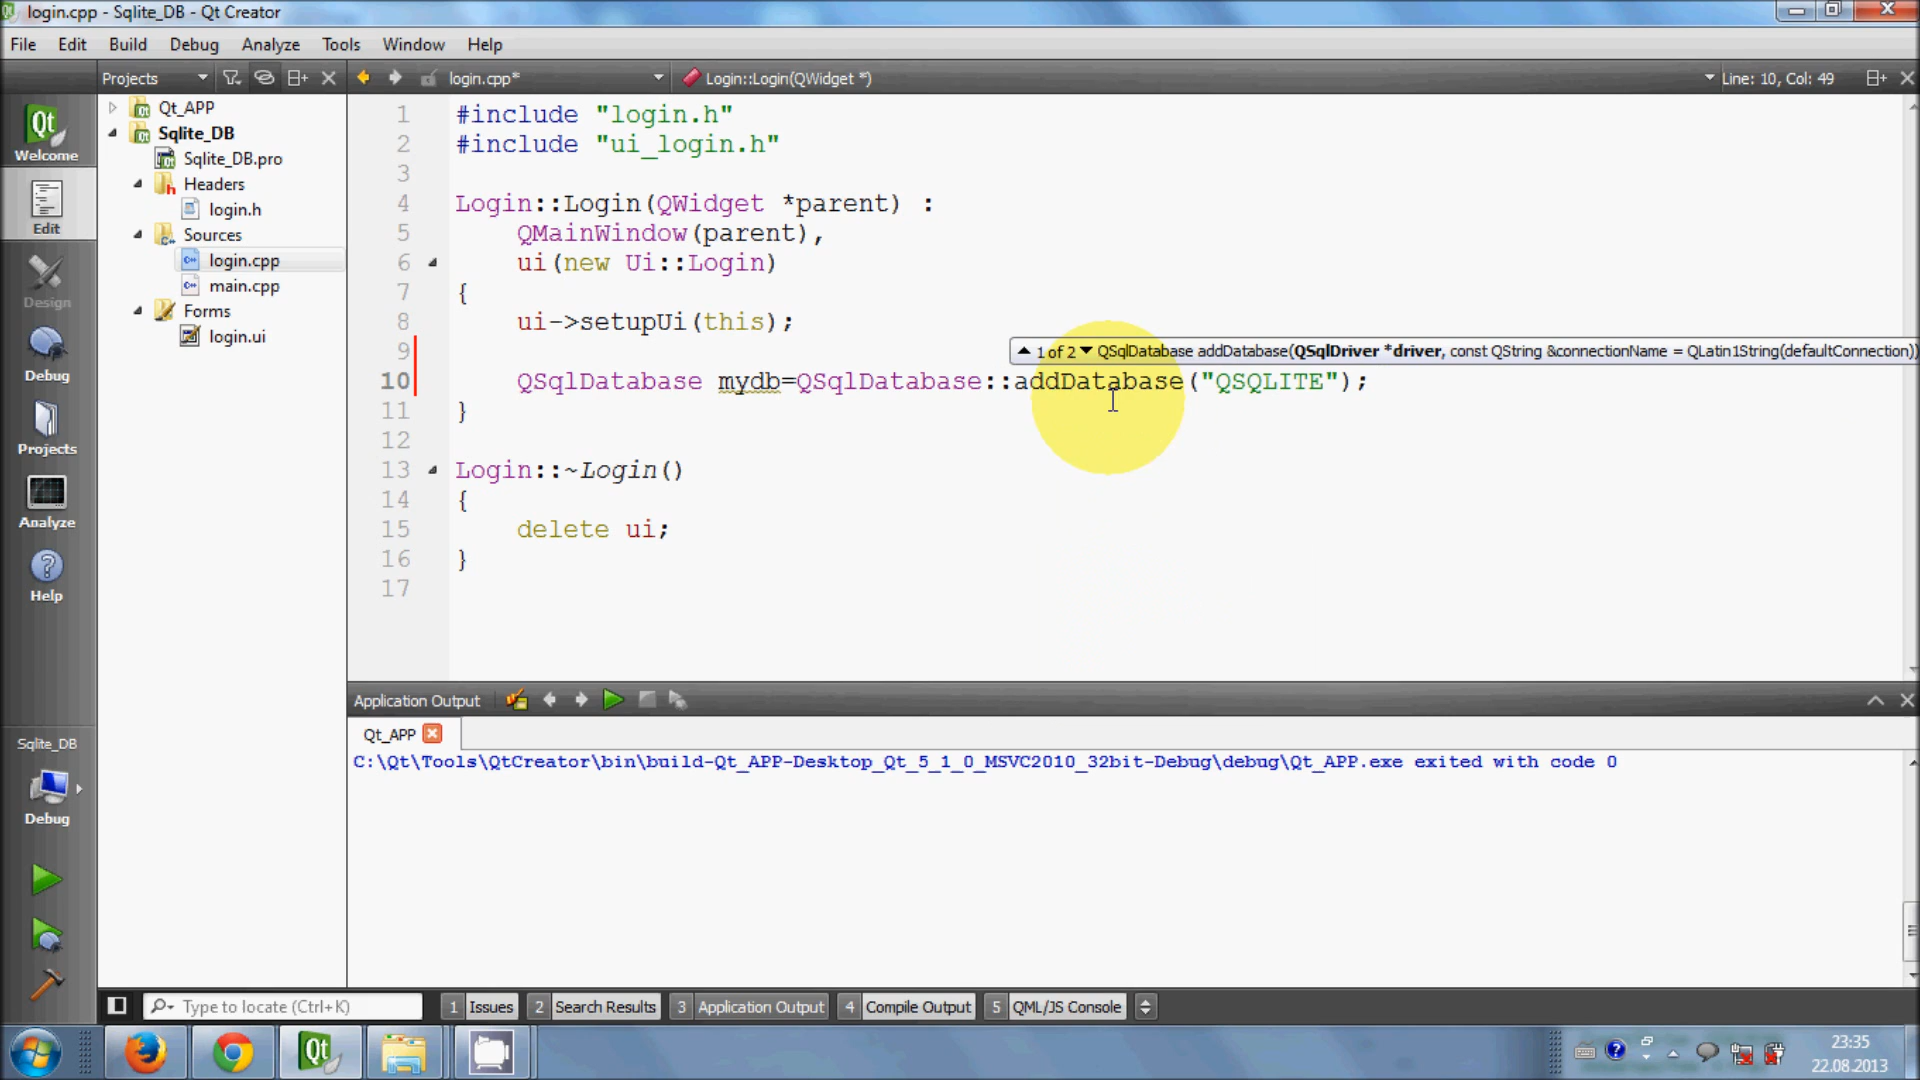 login.cpp - Sqlite_DB - Qt Creator
File Edit Build Debug Analyze Tools Window Help
Projects login.cpp* Login::Login(QWidget *) Line: 10, Col: 49
Qt_APP
Sqlite_DB
Sqlite_DB.pro
Headers
login.h
Sources
login.cpp
main.cpp
Forms
login.ui
Welcome
Edit
Design
Debug
Projects
Analyze
Help
Sqlite_DB
Debug
1 #include "login.h"
2 #include "ui_login.h"
3
4 Login::Login(QWidget *parent) :
5 QMainWindow(parent),
6 ui(new Ui::Login)
7 {
8 ui->setupUi(this);
9
1 of 2 QSqlDatabase addDatabase(QSqlDriver *driver, const QString &connectionName = QLatin1String(defaultConnection))
10 QSqlDatabase mydb=QSqlDatabase::addDatabase("QSQLITE");
11 }
12
13 Login::~Login()
14 {
15 delete ui;
16 }
17
Application Output
Qt_APP
C:\Qt\Tools\QtCreator\bin\build-Qt_APP-Desktop_Qt_5_1_0_MSVC2010_32bit-Debug\debug\Qt_APP.exe exited with code 0
Type to locate (Ctrl+K) 1 Issues 2 Search Results 3 Application Output 4 Compile Output 5 QML/JS Console
23:35
22.08.2013